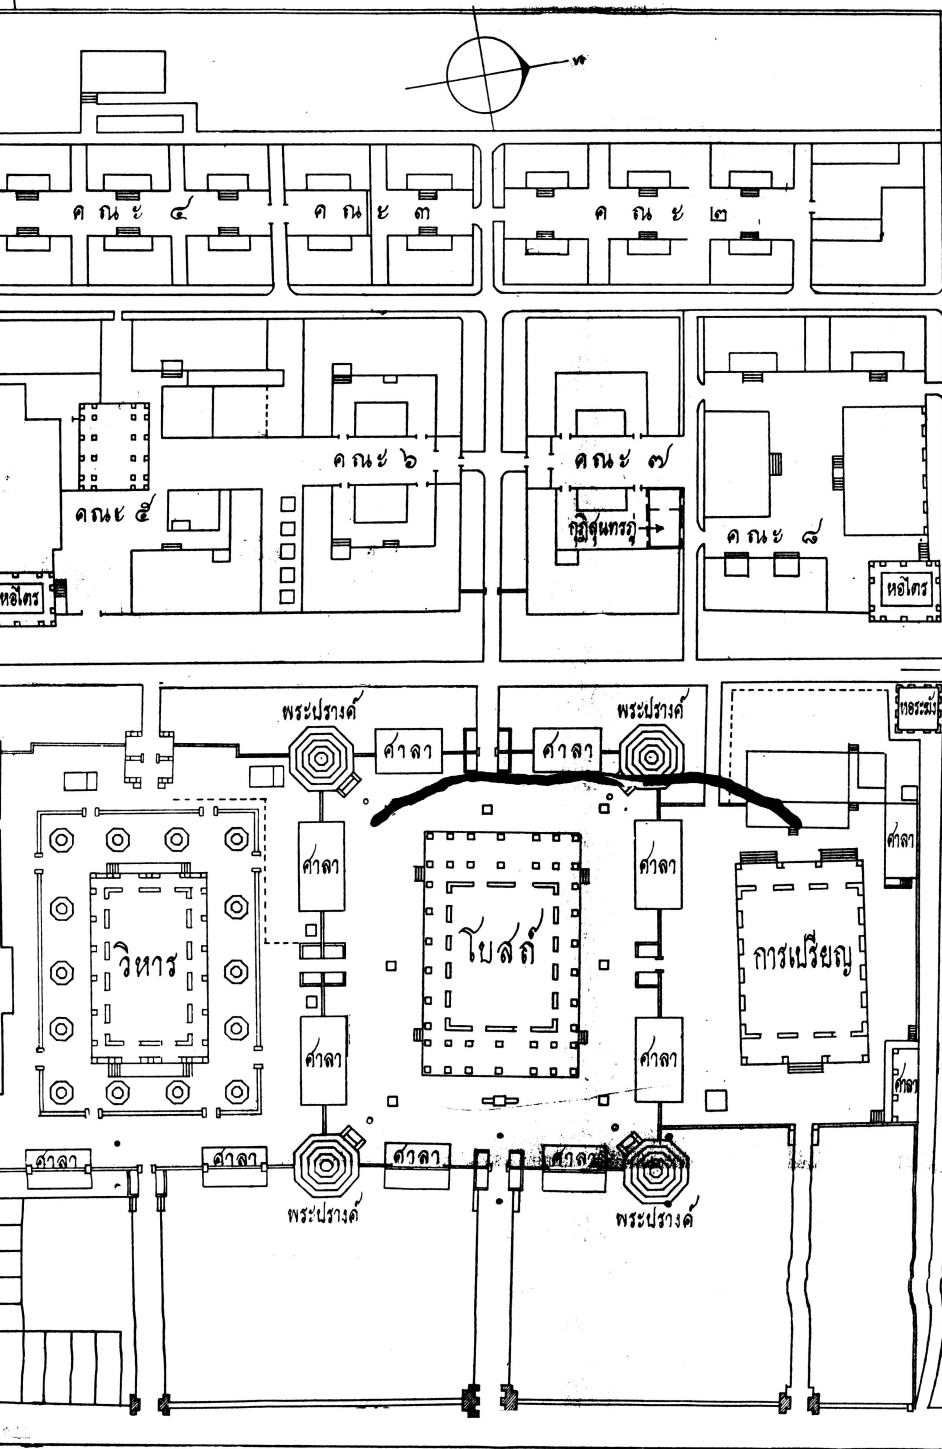 น
คณะ ๔
คณะ ๓
คณะ ๒
คณะ ๖
คณะ ๗
คณะ ๕
กุฏิสุนทรภู่
คณะ ๘
หอไตร
หอไตร
หอระฆัง
พระปรางค์
พระปรางค์
ศาลา
ศาลา
ศาลา
ศาลา
ศาลา
วิหาร
โบสถ์
การเปรียญ
ศาลา
ศาลา
ศาลา
ศาลา
ศาลา
ศาลา
ศาลา
พระปรางค์
พระปรางค์